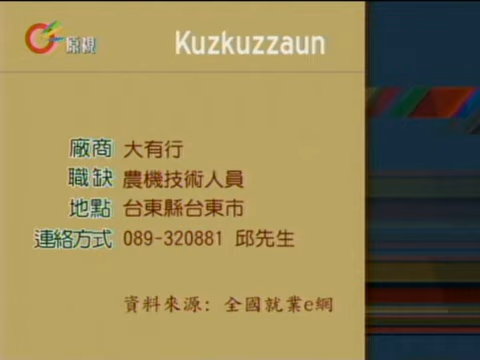 原視
Kuzkuzzaun
廠商 大有行
職缺 農機技術人員
地點 台東縣台東市
連絡方式 089-320881 邱先生
資料來源: 全國就業e網